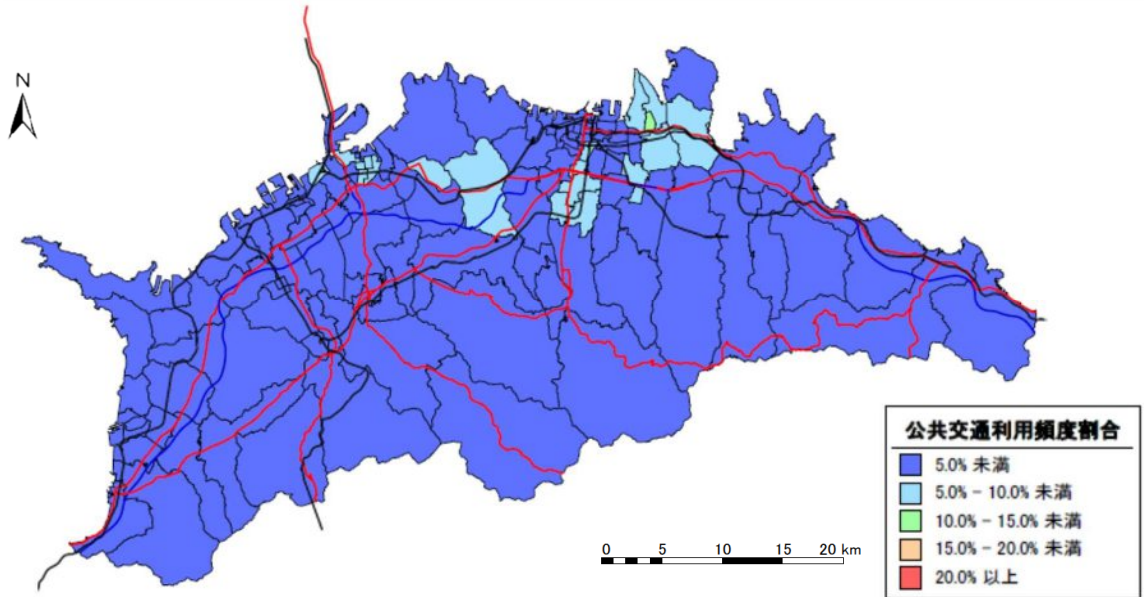 N
公共交通利用頻度割合
5.0% 未満
5.0% - 10.0% 未満
10.0% - 15.0% 未満
15.0% - 20.0% 未満
20.0% 以上
0 5 10 15 20 km